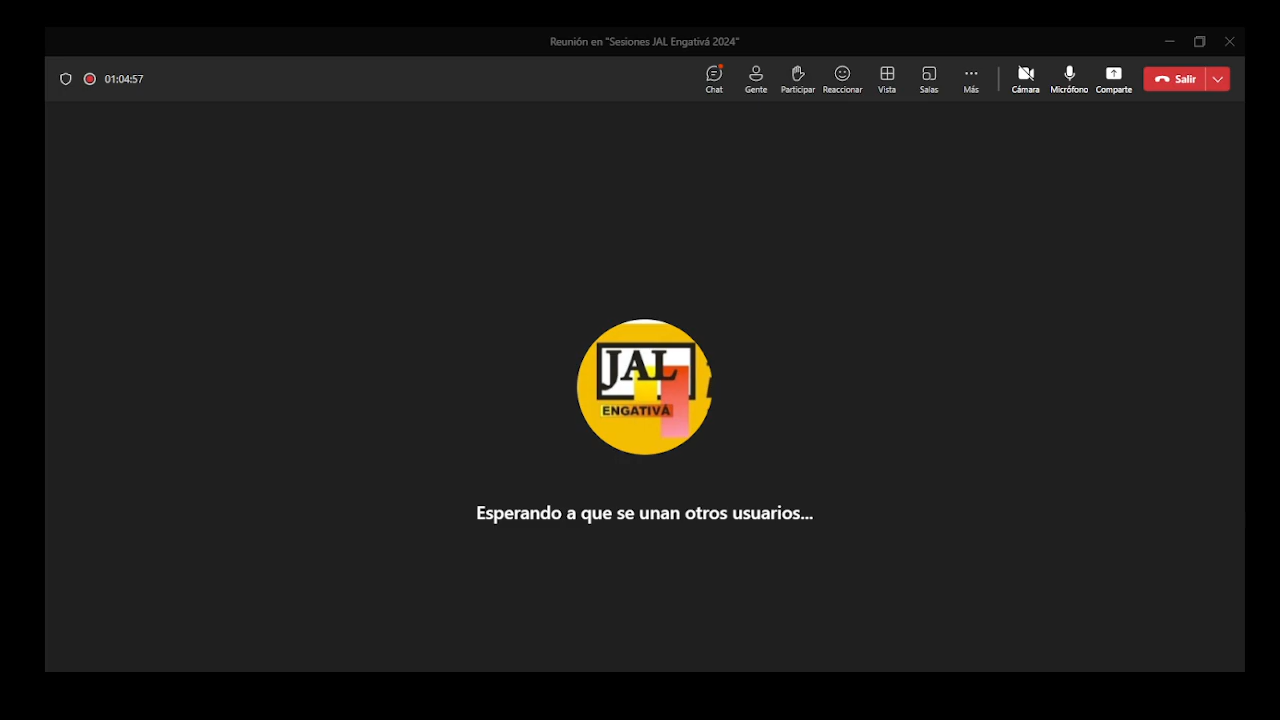 Reunión en "Sesiones JAL Engativá 2024"
01:04:57
Chat Gente Participar Reaccionar Vista Salas Más Cámara Micrófono Comparte Salir
JAL
ENGATIVÁ
Esperando a que se unan otros usuarios...